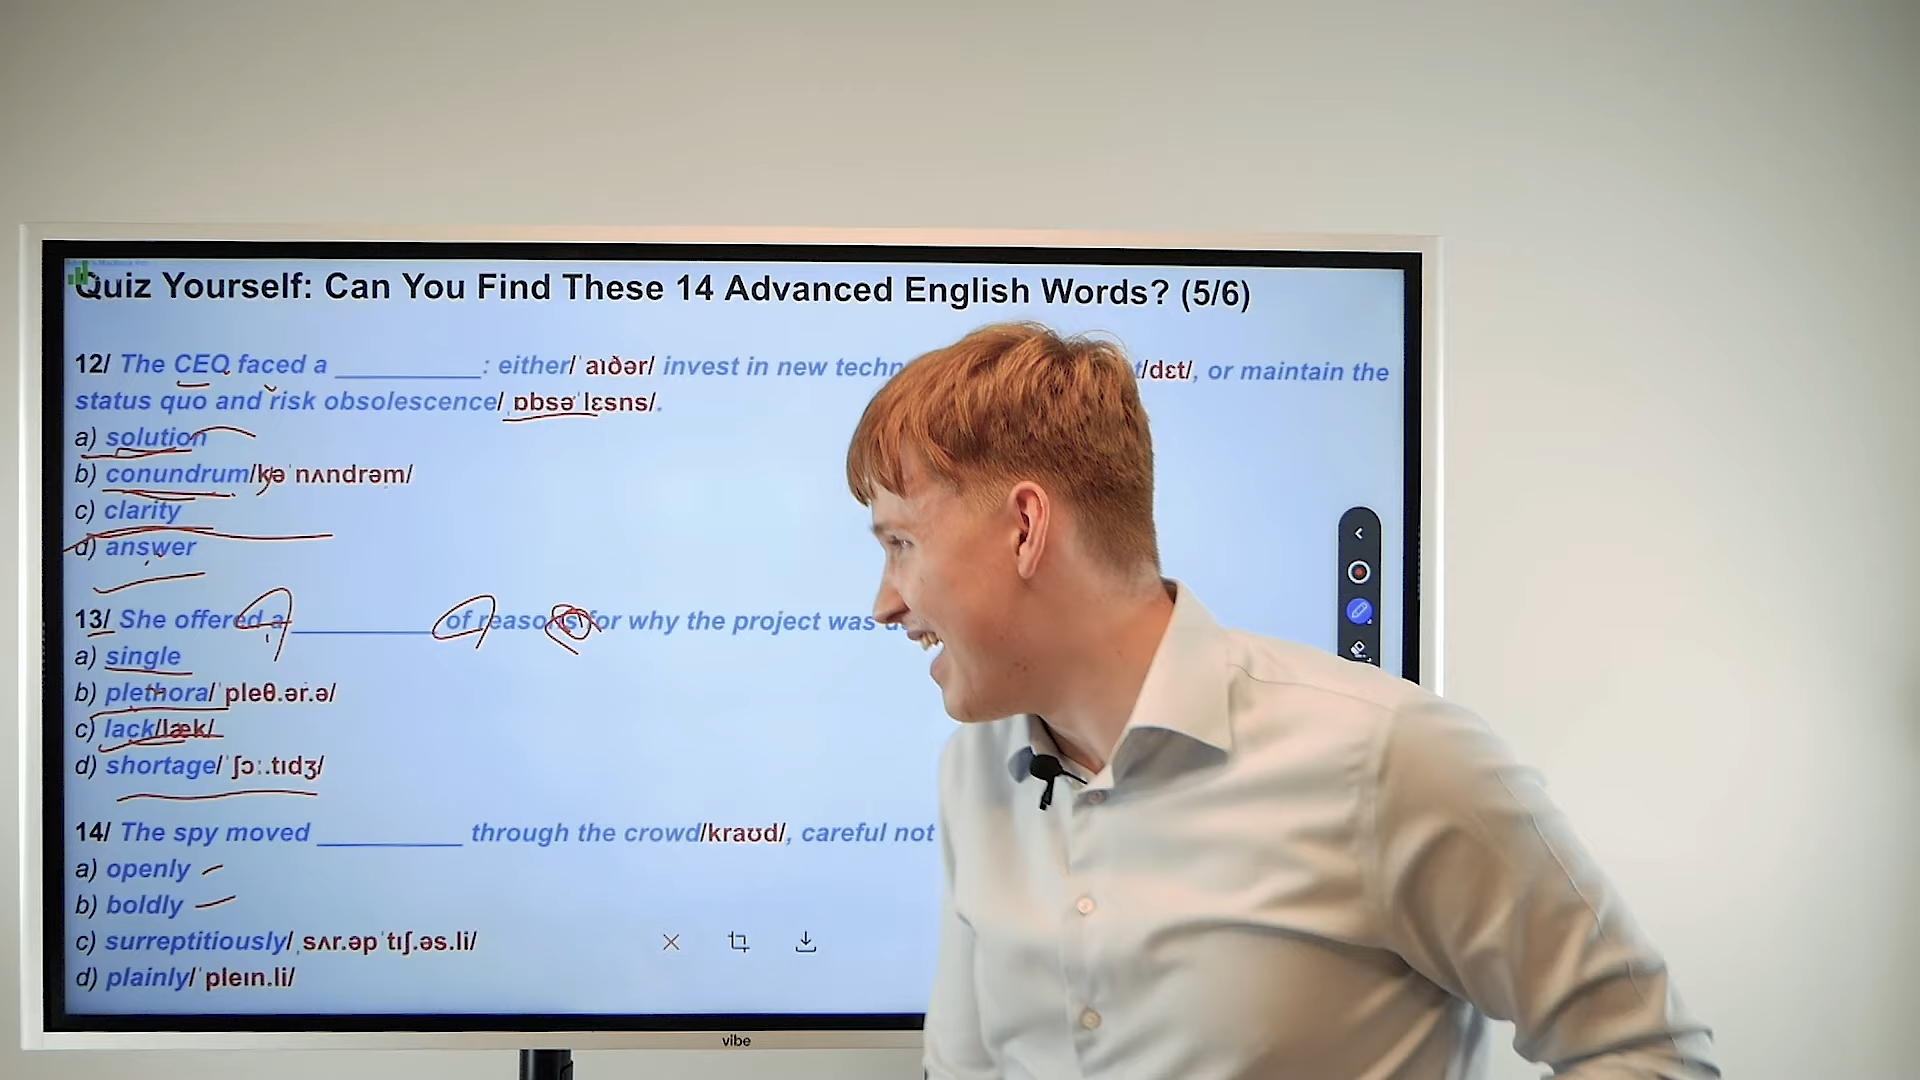 Quiz Yourself: Can You Find These 14 Advanced English Words? (5/6)
12/ The CEO faced a __________: either/ˈaɪðər/ invest in new techn t/dɛt/, or maintain the
status quo and risk obsolescence/ˌɒbsəˈlɛsns/.
a) solution
b) conundrum/kəˈnʌndrəm/
c) clarity
d) answer
13/ She offered a __________ of reasons for why the project was
a) single
b) plethora/ˈpleθ.ər.ə/
c) lack/læk/
d) shortage/ˈʃɔː.tɪdʒ/
14/ The spy moved __________ through the crowd/kraʊd/, careful not
a) openly
b) boldly
c) surreptitiously/ˌsʌr.əpˈtɪʃ.əs.li/
d) plainly/ˈpleɪn.li/
vibe